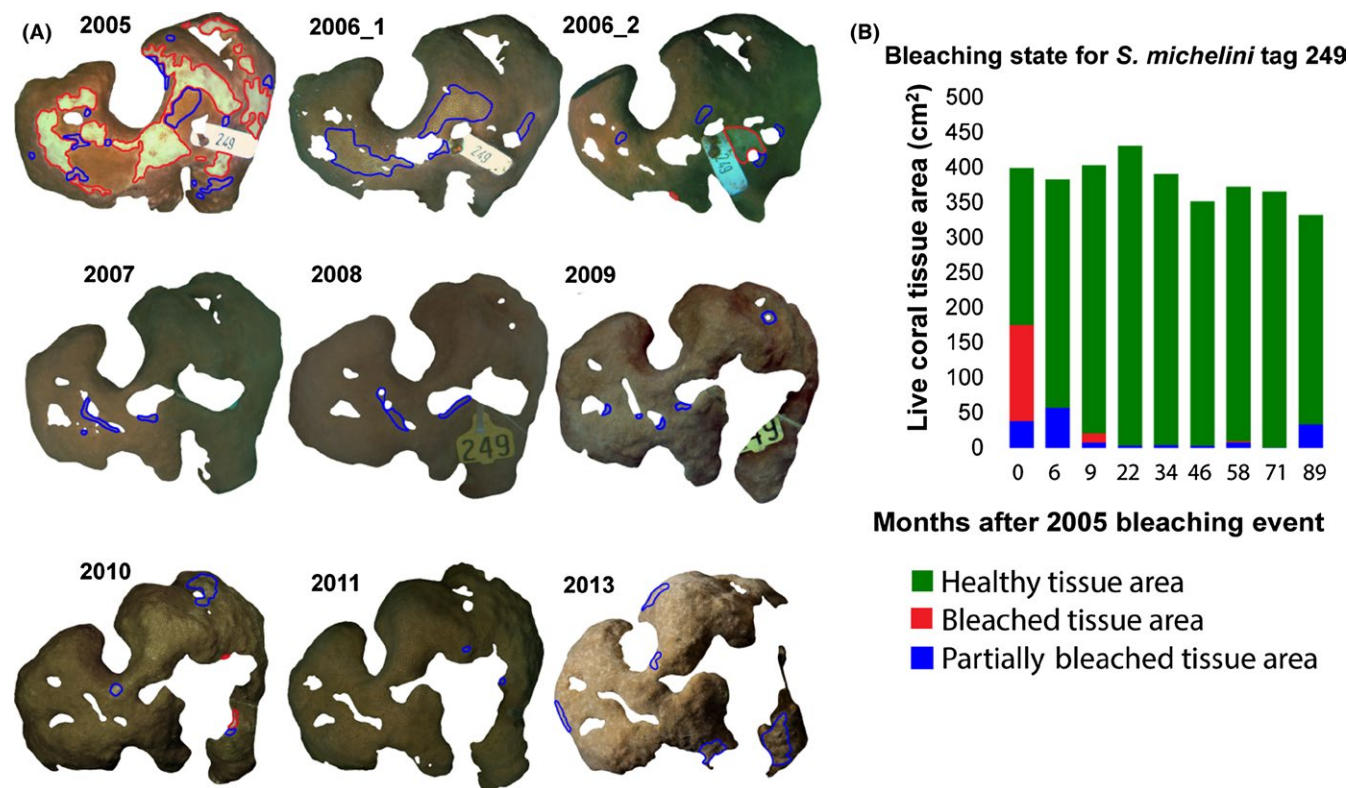 (A)
2005
2006_1
2006_2
249
249
249
2007
2008
2009
249
49
2010
2011
2013
(B)
Bleaching state for S. michelini tag 249
Live coral tissue area (cm²)
500
450
400
350
300
250
200
150
100
50
0
0 6 9 22 34 46 58 71 89
Months after 2005 bleaching event
Healthy tissue area
Bleached tissue area
Partially bleached tissue area